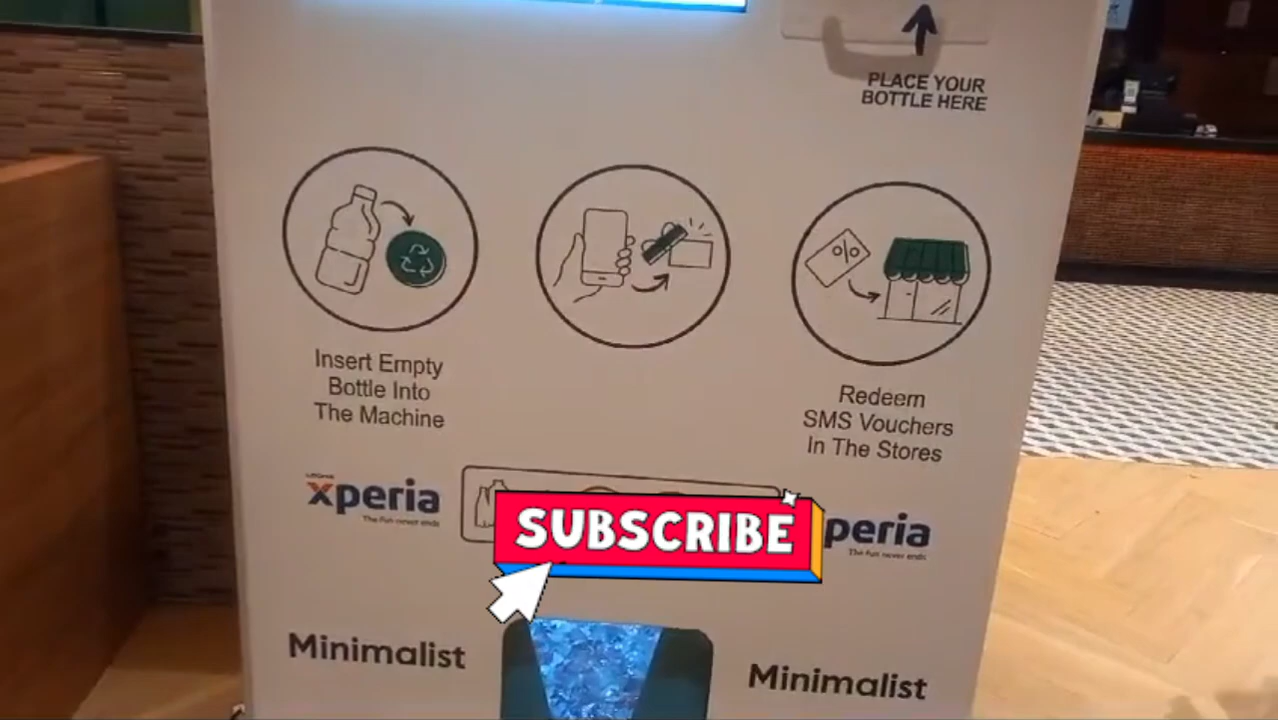 PLACE YOUR
BOTTLE HERE
Insert Empty
Bottle Into
The Machine
Redeem
SMS Vouchers
In The Stores
xperia
The fun never ends
peria
The fun never ends
SUBSCRIBE
Minimalist
Minimalist